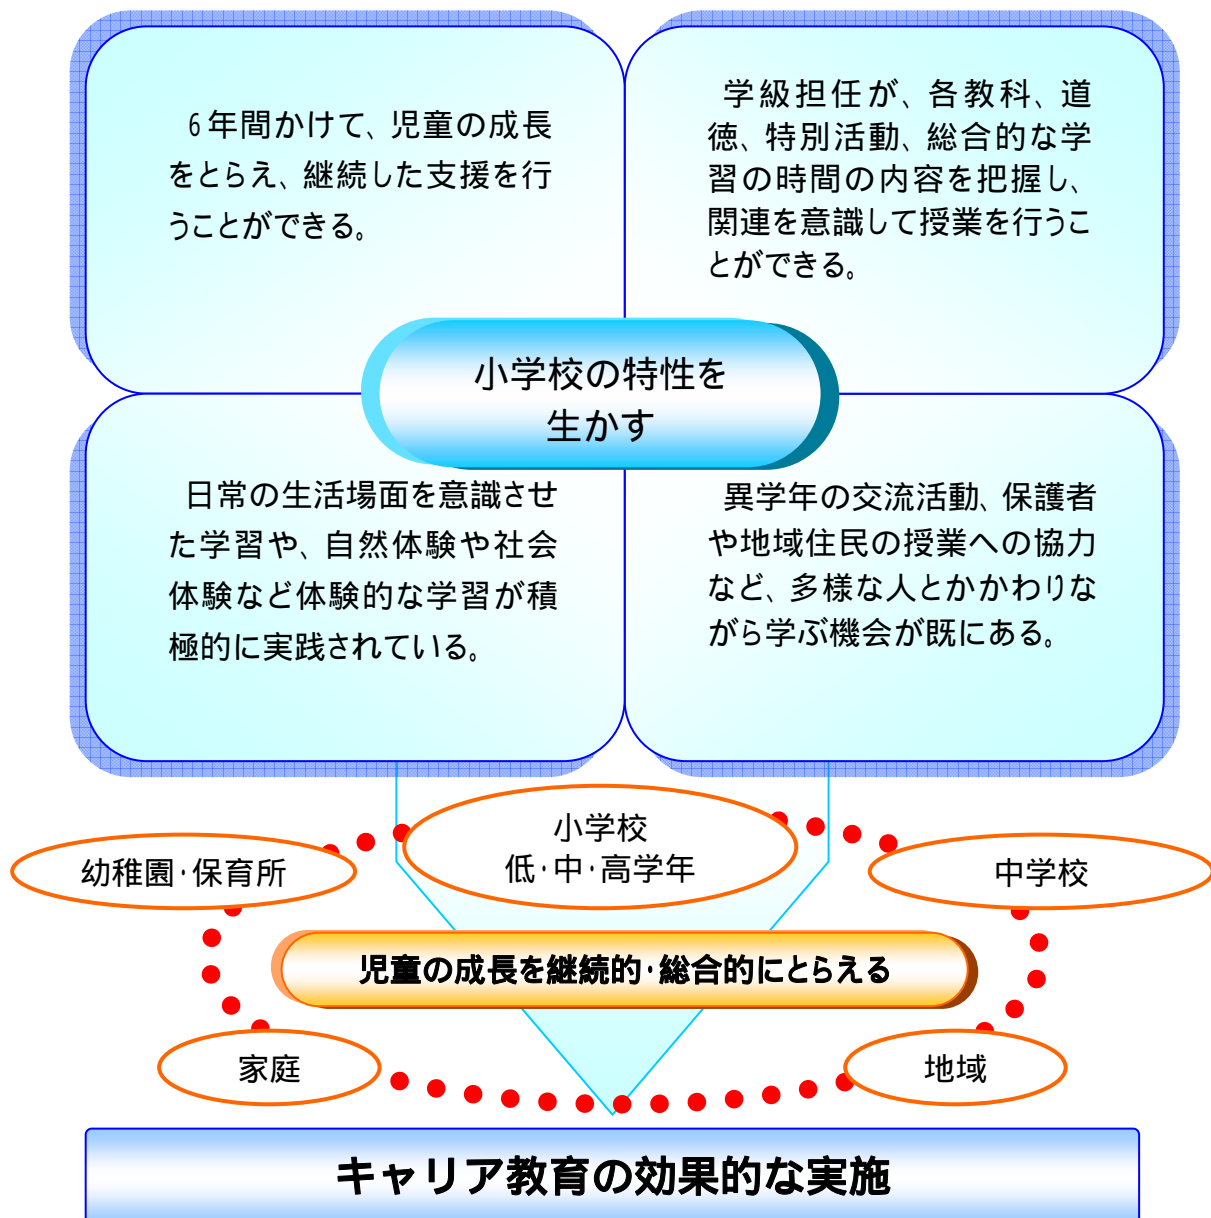 6年間かけて、児童の成長
をとらえ、継続した支援を行
うことができる。
学級担任が、各教科、道
徳、特別活動、総合的な学
習の時間の内容を把握し、
関連を意識して授業を行うこ
とができる。
小学校の特性を
生かす
日常の生活場面を意識させ
た学習や、自然体験や社会
体験など体験的な学習が積
極的に実践されている。
異学年の交流活動、保護者
や地域住民の授業への協力
など、多様な人とかかわりな
がら学ぶ機会が既にある。
小学校
低・中・高学年
幼稚園・保育所
中学校
児童の成長を継続的・総合的にとらえる
家庭
地域
キャリア教育の効果的な実施